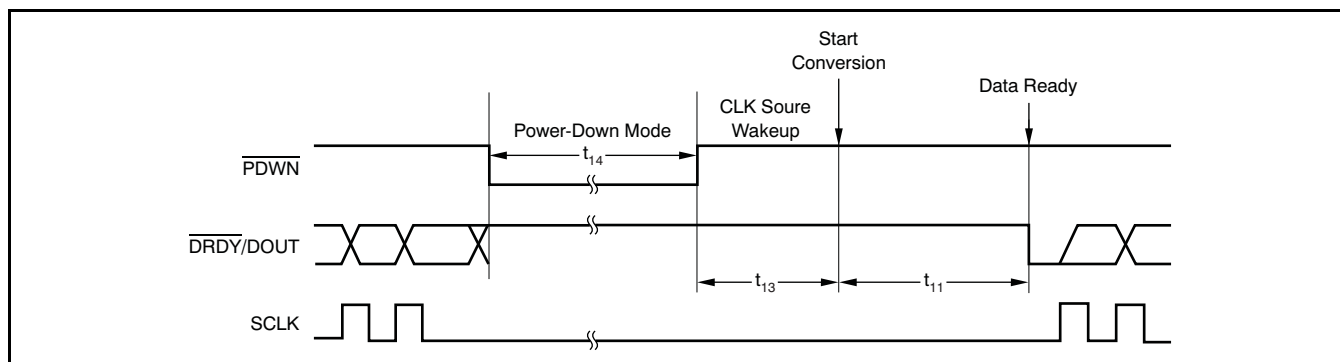 Start
Conversion
Data Ready
CLK Soure
Wakeup
Power-Down Mode
t14
PDWN
DRDY/DOUT
t13
t11
SCLK